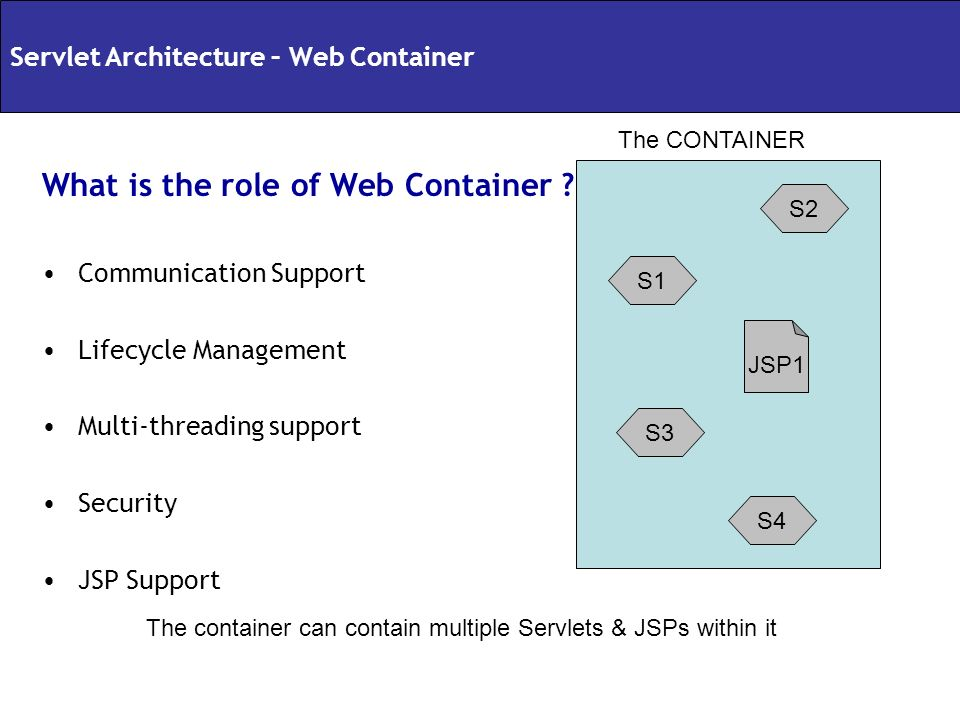 Servlet Architecture – Web Container
What is the role of Web Container ?
• Communication Support
• Lifecycle Management
• Multi-threading support
• Security
• JSP Support
The CONTAINER
S2
S1
JSP1
S3
S4
The container can contain multiple Servlets & JSPs within it